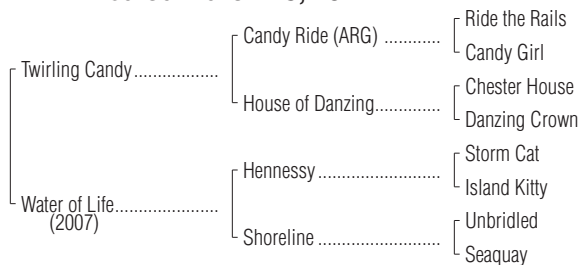 Ride the Rails
Candy Ride (ARG) ............
Candy Girl
Twirling Candy..................
Chester House
House of Danzing..............
Danzing Crown
Storm Cat
Hennessy ..........................
Island Kitty
Water of Life......................
(2007)
Unbridled
Shoreline ..........................
Seaquay